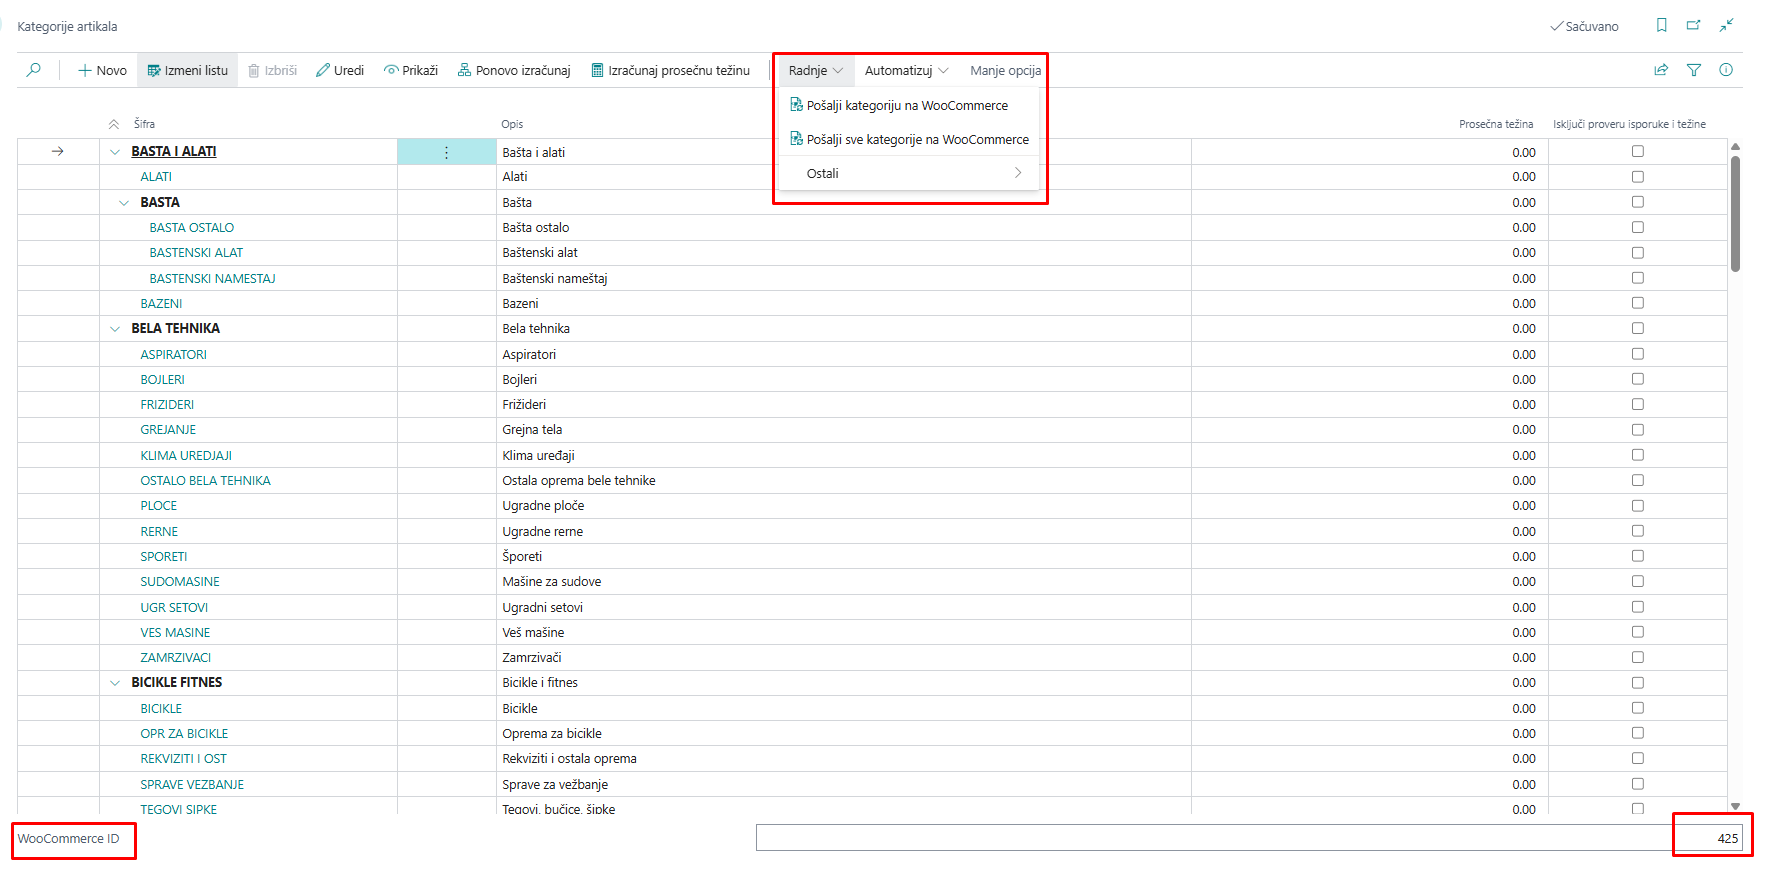 Kategorije artikala
Sačuvano
Novo Izmeni listu Izbriši Uredi Prikaži Ponovo izračunaj Izračunaj prosečnu težinu Radnje Automatizuj Manje opcija
Pošalji kategoriju na WooCommerce
Pošalji sve kategorije na WooCommerce
Ostali
Šifra Opis Prosečna težina Isključi proveru isporuke i težine
BASTA I ALATI Bašta i alati 0.00
ALATI Alati 0.00
BASTA Bašta 0.00
BASTA OSTALO Bašta ostalo 0.00
BASTENSKI ALAT Baštenski alat 0.00
BASTENSKI NAMESTAJ Baštenski nameštaj 0.00
BAZENI Bazeni 0.00
BELA TEHNIKA Bela tehnika 0.00
ASPIRATORI Aspiratori 0.00
BOJLERI Bojleri 0.00
FRIZIDERI Frižideri 0.00
GREJANJE Grejna tela 0.00
KLIMA UREDJAJI Klima uređaji 0.00
OSTALO BELA TEHNIKA Ostala oprema bele tehnike 0.00
PLOCE Ugradne ploče 0.00
RERNE Ugradne rerne 0.00
SPORETI Šporeti 0.00
SUDOMASINE Mašine za sudove 0.00
UGR SETOVI Ugradni setovi 0.00
VES MASINE Veš mašine 0.00
ZAMRZIVACI Zamrzivači 0.00
BICIKLE FITNES Bicikle i fitnes 0.00
BICIKLE Bicikle 0.00
OPR ZA BICIKLE Oprema za bicikle 0.00
REKVIZITI I OST Rekviziti i ostala oprema 0.00
SPRAVE VEZBANJE Sprave za vežbanje 0.00
TEGOVI SIPKE Tegovi, bučice, šipke 0.00
WooCommerce ID 425